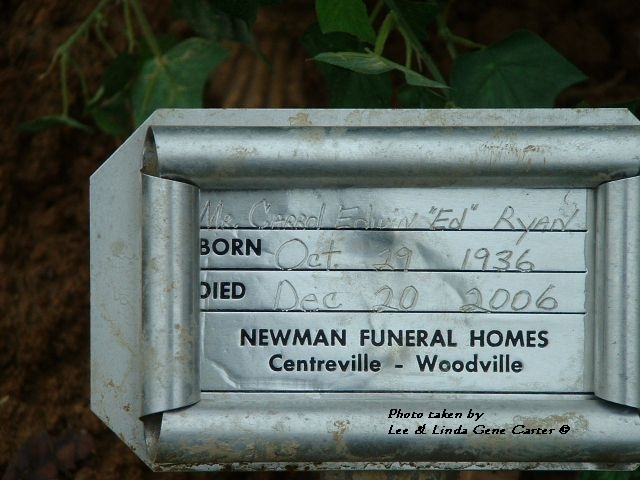 Mr. Carrol Edwin "Ed" Ryan
BORN Oct. 29 1936
DIED Dec 20 2006
NEWMAN FUNERAL HOMES
Centreville - Woodville
Photo taken by
Lee & Linda Gene Carter ©